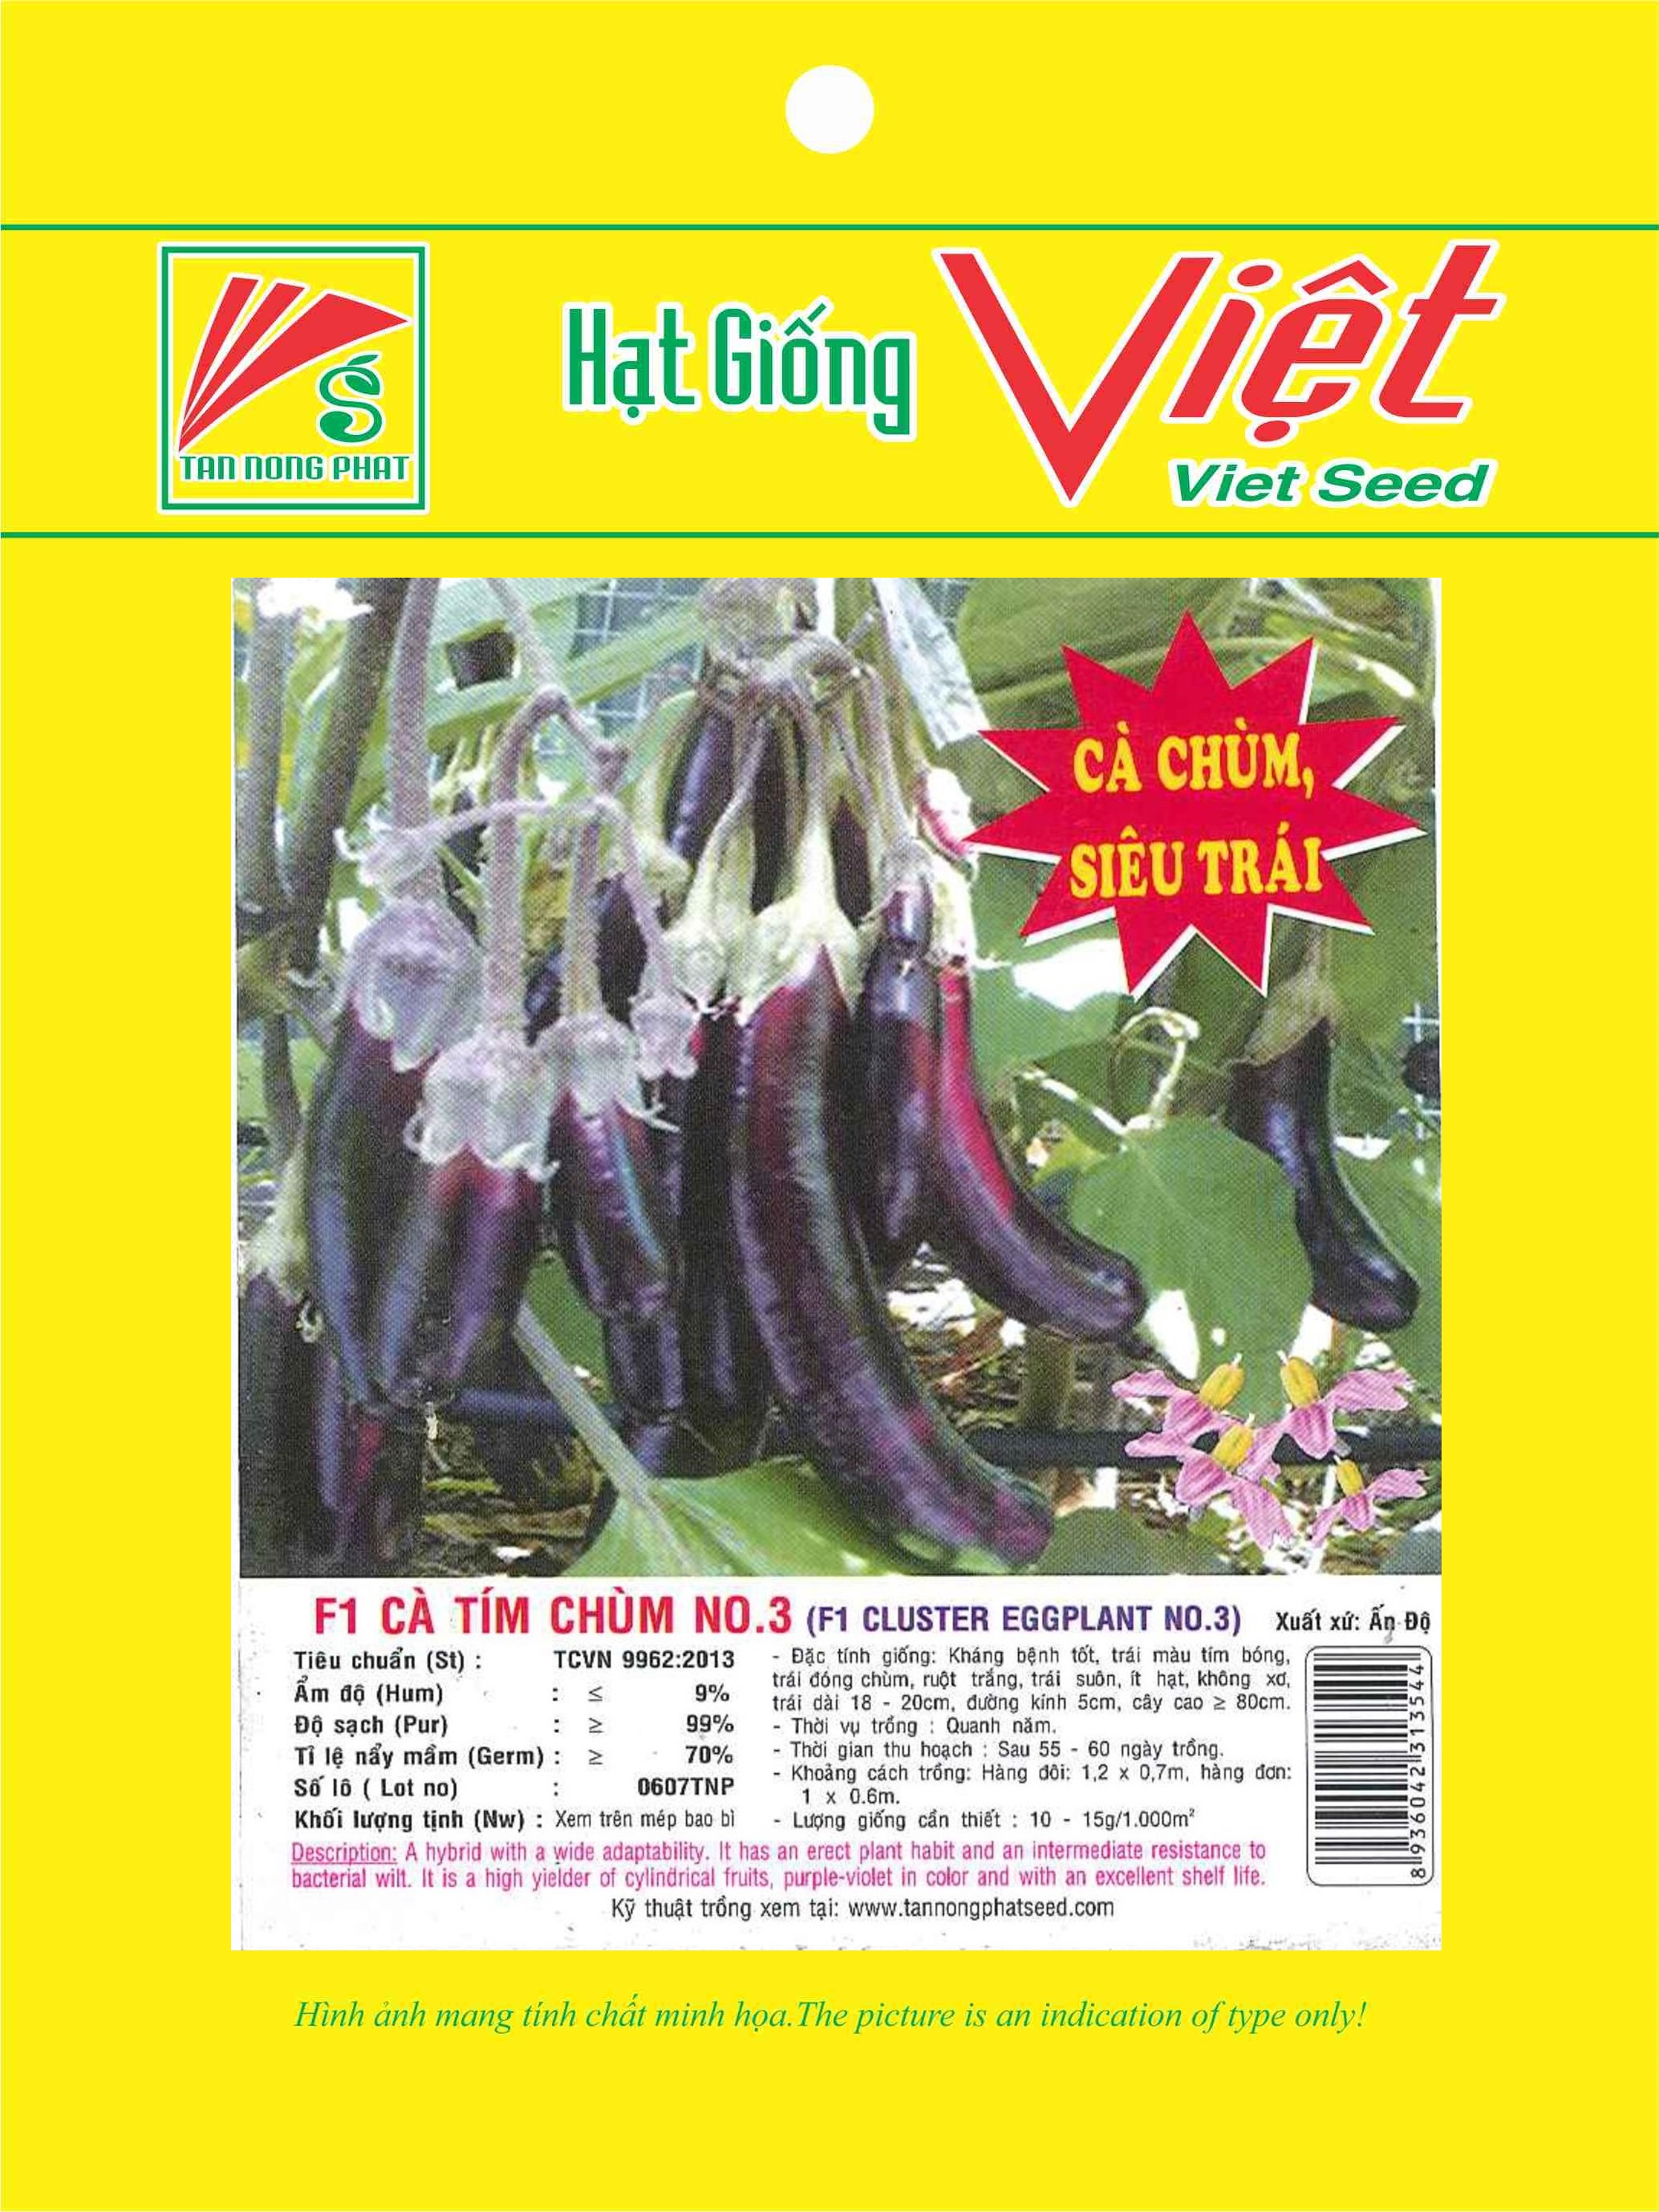 TAN NONG PHAT
Hạt Giống Việt
Viet Seed
CÀ CHÙM,
SIÊU TRÁI
F1 CÀ TÍM CHÙM NO.3 (F1 CLUSTER EGGPLANT NO.3) Xuất xứ: Ấn Độ
Tiêu chuẩn (St) : TCVN 9962:2013
Ẩm độ (Hum) : ≤ 9%
Độ sạch (Pur) : ≥ 99%
Tỉ lệ nẩy mầm (Germ) : ≥ 70%
Số lô ( Lot no) : 0607TNP
Khối lượng tịnh (Nw) : Xem trên mép bao bì
- Đặc tính giống: Kháng bệnh tốt, trái màu tím bóng,
trái đóng chùm, ruột trắng, trái suôn, ít hạt, không xơ,
trái dài 18 - 20cm, đường kính 5cm, cây cao ≥ 80cm.
- Thời vụ trồng : Quanh năm.
- Thời gian thu hoạch : Sau 55 - 60 ngày trồng.
- Khoảng cách trồng: Hàng đôi: 1,2 x 0,7m, hàng đơn:
1 x 0.6m.
- Lượng giống cần thiết : 10 - 15g/1.000m²
8936042313544
Description: A hybrid with a wide adaptability. It has an erect plant habit and an intermediate resistance to
bacterial wilt. It is a high yielder of cylindrical fruits, purple-violet in color and with an excellent shelf life.
Kỹ thuật trồng xem tại: www.tannongphatseed.com
Hình ảnh mang tính chất minh họa.The picture is an indication of type only!